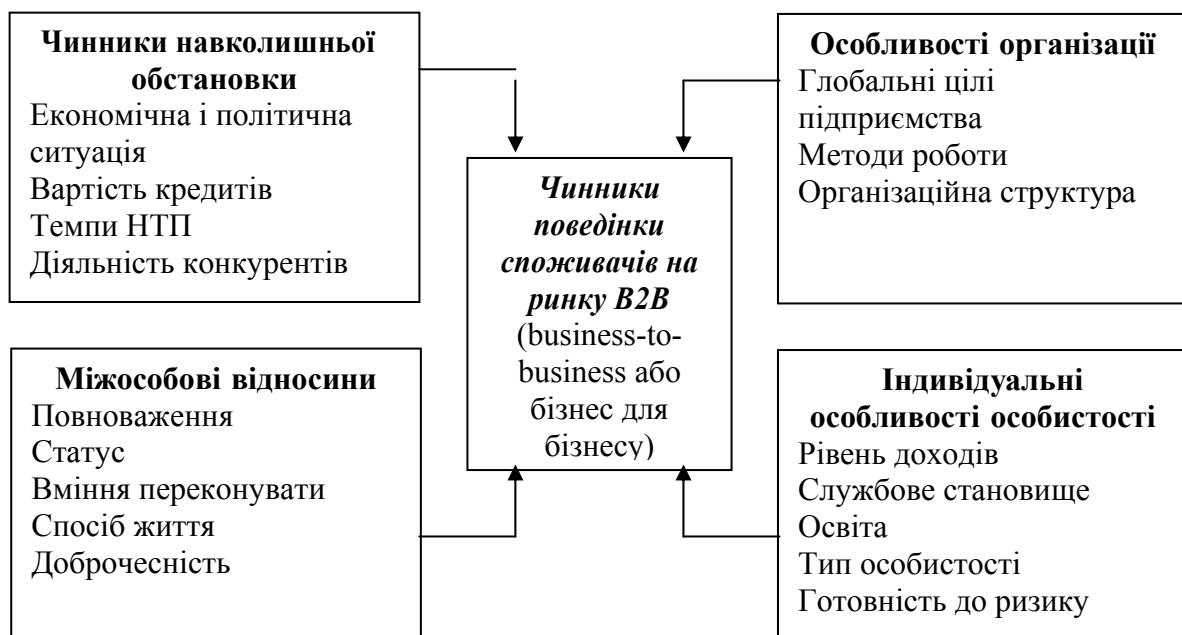 Чинники навколишньої
обстановки
Економічна і політична
ситуація
Вартість кредитів
Темпи НТП
Діяльність конкурентів
Особливості організації
Глобальні цілі
підприємства
Методи роботи
Організаційна структура
Чинники
поведінки
споживачів на
ринку В2В
(business-to-
business або
бізнес для
бізнесу)
Міжособові відносини
Повноваження
Статус
Вміння переконувати
Спосіб життя
Доброчесність
Індивідуальні
особливості особистості
Рівень доходів
Службове становище
Освіта
Тип особистості
Готовність до ризику